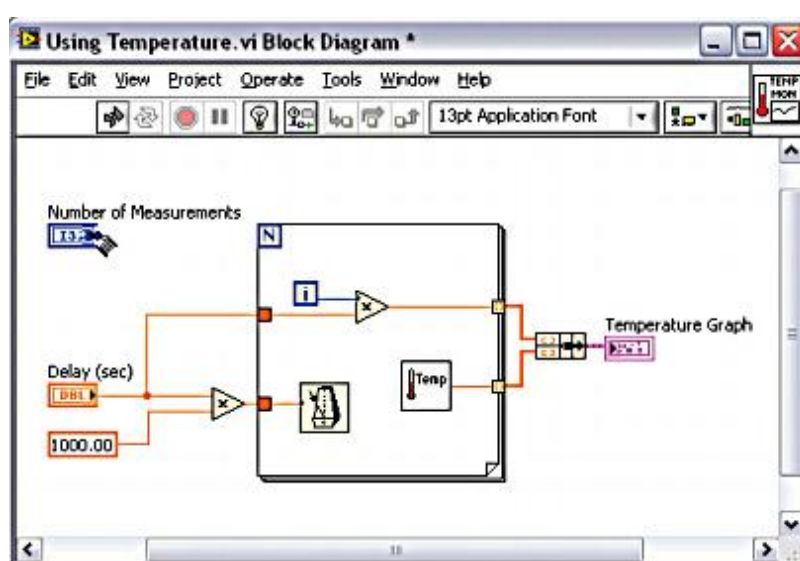 Using Temperature.vi Block Diagram *
File Edit View Project Operate Tools Window Help
TEMP
MON
13pt Application Font
Number of Measurements
N
i
x
Temperature Graph
Temp
Delay (sec)
DBL
x
1000.00